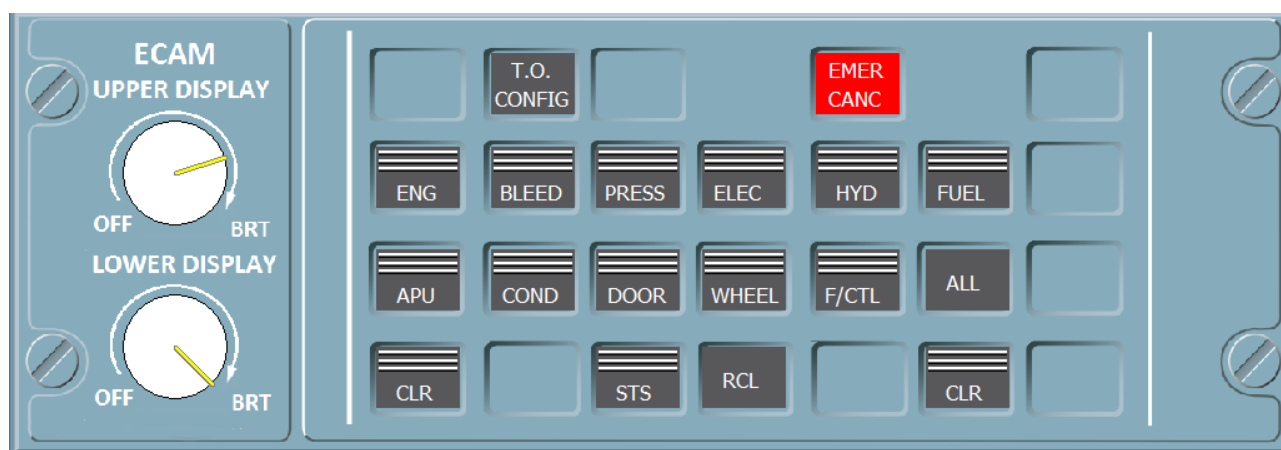 ECAM
UPPER DISPLAY
OFF
BRT
LOWER DISPLAY
OFF
BRT
T.O.
CONFIG
EMER
CANC
ENG
BLEED
PRESS
ELEC
HYD
FUEL
APU
COND
DOOR
WHEEL
F/CTL
ALL
CLR
STS
RCL
CLR